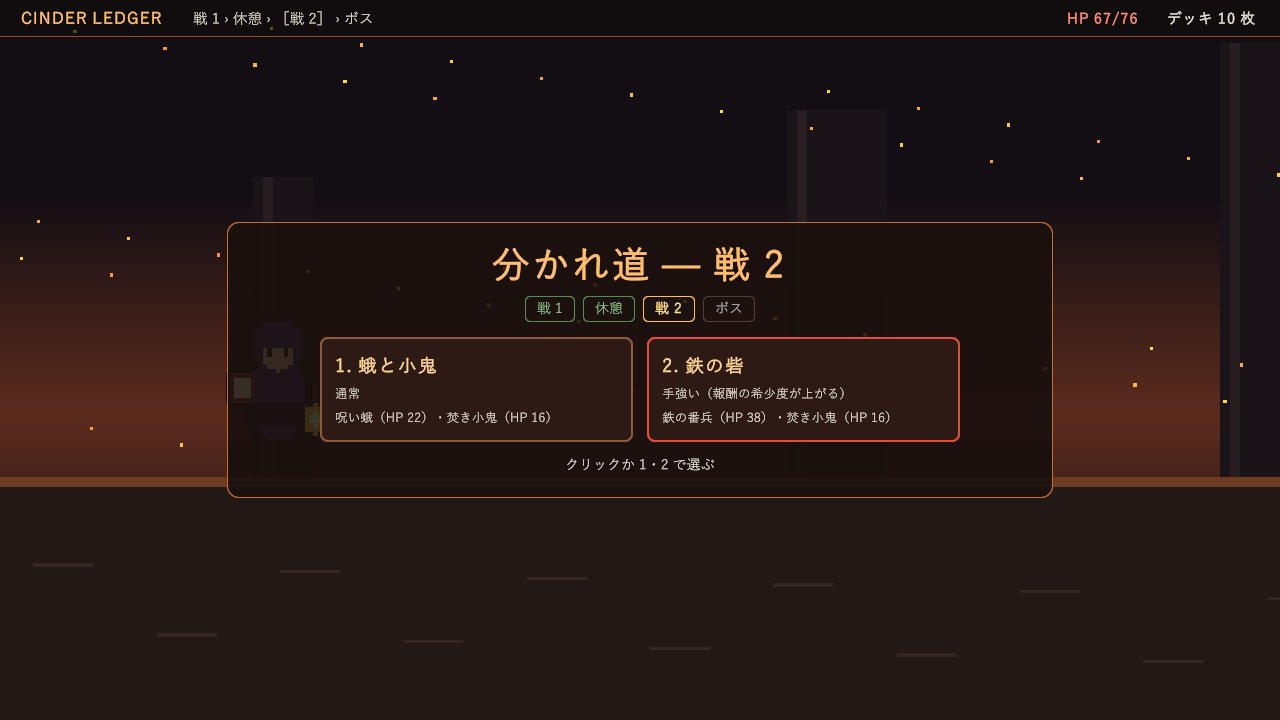 CINDER LEDGER 戦 1 › 休憩 › ［戦 2］ › ボス HP 67/76 デッキ 10 枚
分かれ道 — 戦 2
戦 1 休憩 戦 2 ボス
1. 蛾と小鬼
通常
呪い蛾（HP 22）・焚き小鬼（HP 16）
2. 鉄の砦
手強い（報酬の希少度が上がる）
鉄の番兵（HP 38）・焚き小鬼（HP 16）
クリックか 1・2 で選ぶ